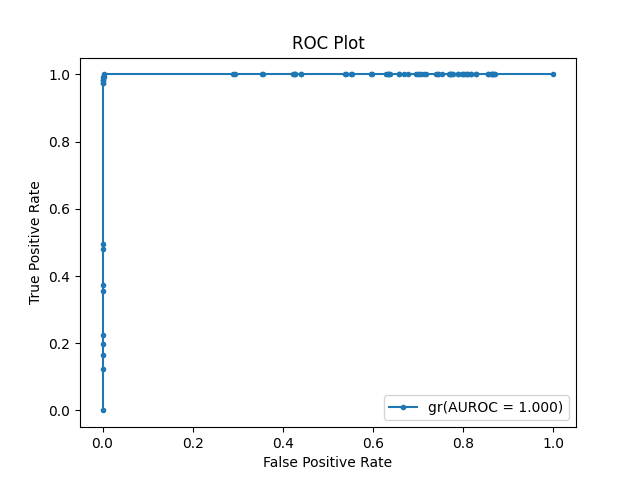 ROC Plot
True Positive Rate
1.0
0.8
0.6
0.4
0.2
0.0
gr(AUROC = 1.000)
0.0 0.2 0.4 0.6 0.8 1.0
False Positive Rate